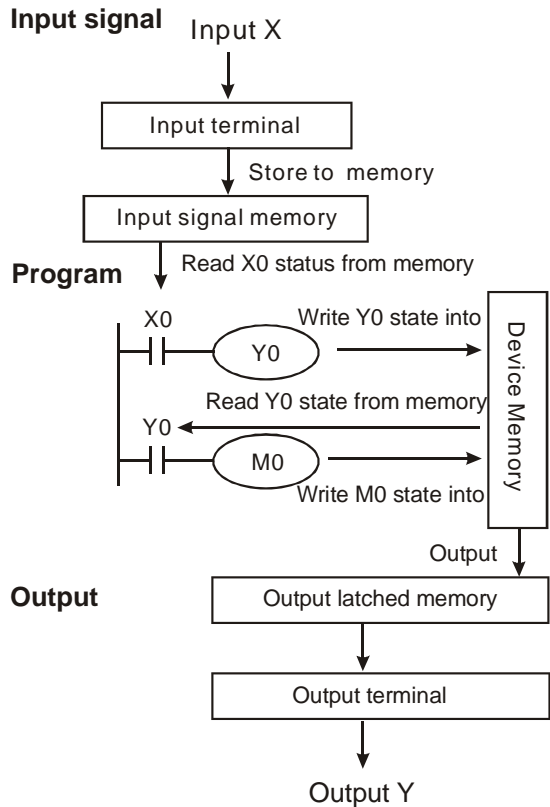 Input signal
Input X
Input terminal
Store to memory
Input signal memory
Read X0 status from memory
Program
X0
Write Y0 state into
Y0
Device Memory
Read Y0 state from memory
Y0
M0
Write M0 state into
Output
Output
Output latched memory
Output terminal
Output Y